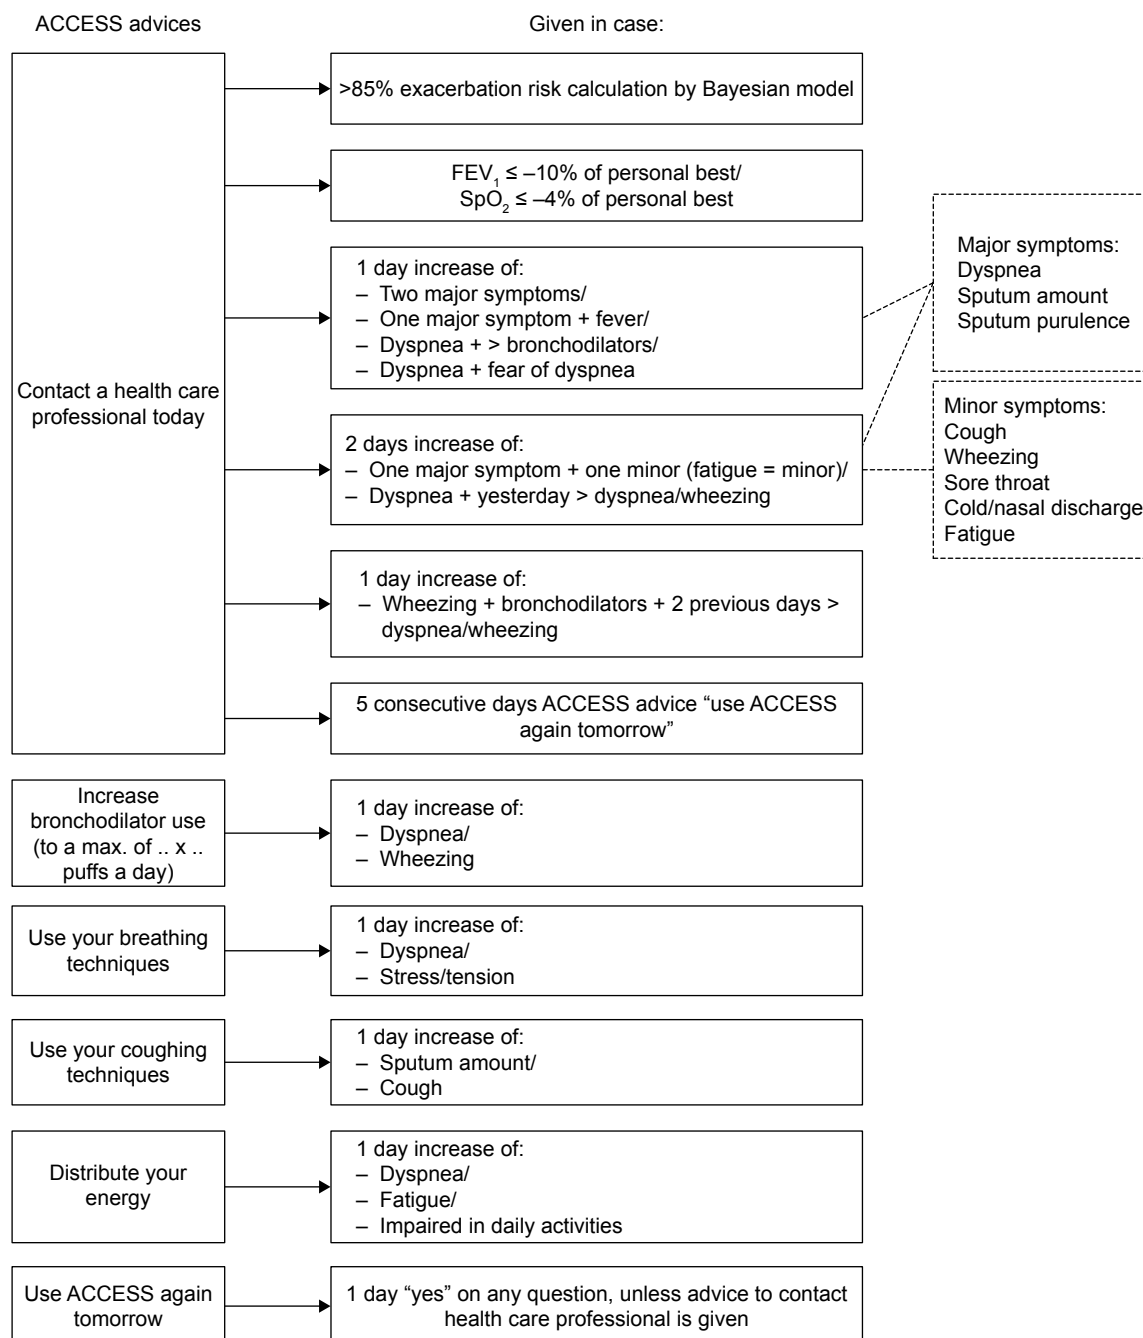 ACCESS advices
Given in case:
Contact a health care
professional today
>85% exacerbation risk calculation by Bayesian model
FEV1 ≤ –10% of personal best/
SpO2 ≤ –4% of personal best
1 day increase of:
– Two major symptoms/
– One major symptom + fever/
– Dyspnea + > bronchodilators/
– Dyspnea + fear of dyspnea
2 days increase of:
– One major symptom + one minor (fatigue = minor)/
– Dyspnea + yesterday > dyspnea/wheezing
1 day increase of:
– Wheezing + bronchodilators + 2 previous days >
dyspnea/wheezing
5 consecutive days ACCESS advice “use ACCESS
again tomorrow”
Major symptoms:
Dyspnea
Sputum amount
Sputum purulence
Minor symptoms:
Cough
Wheezing
Sore throat
Cold/nasal discharge
Fatigue
Increase
bronchodilator use
(to a max. of .. x ..
puffs a day)
1 day increase of:
– Dyspnea/
– Wheezing
Use your breathing
techniques
1 day increase of:
– Dyspnea/
– Stress/tension
Use your coughing
techniques
1 day increase of:
– Sputum amount/
– Cough
Distribute your
energy
1 day increase of:
– Dyspnea/
– Fatigue/
– Impaired in daily activities
Use ACCESS again
tomorrow
1 day “yes” on any question, unless advice to contact
health care professional is given